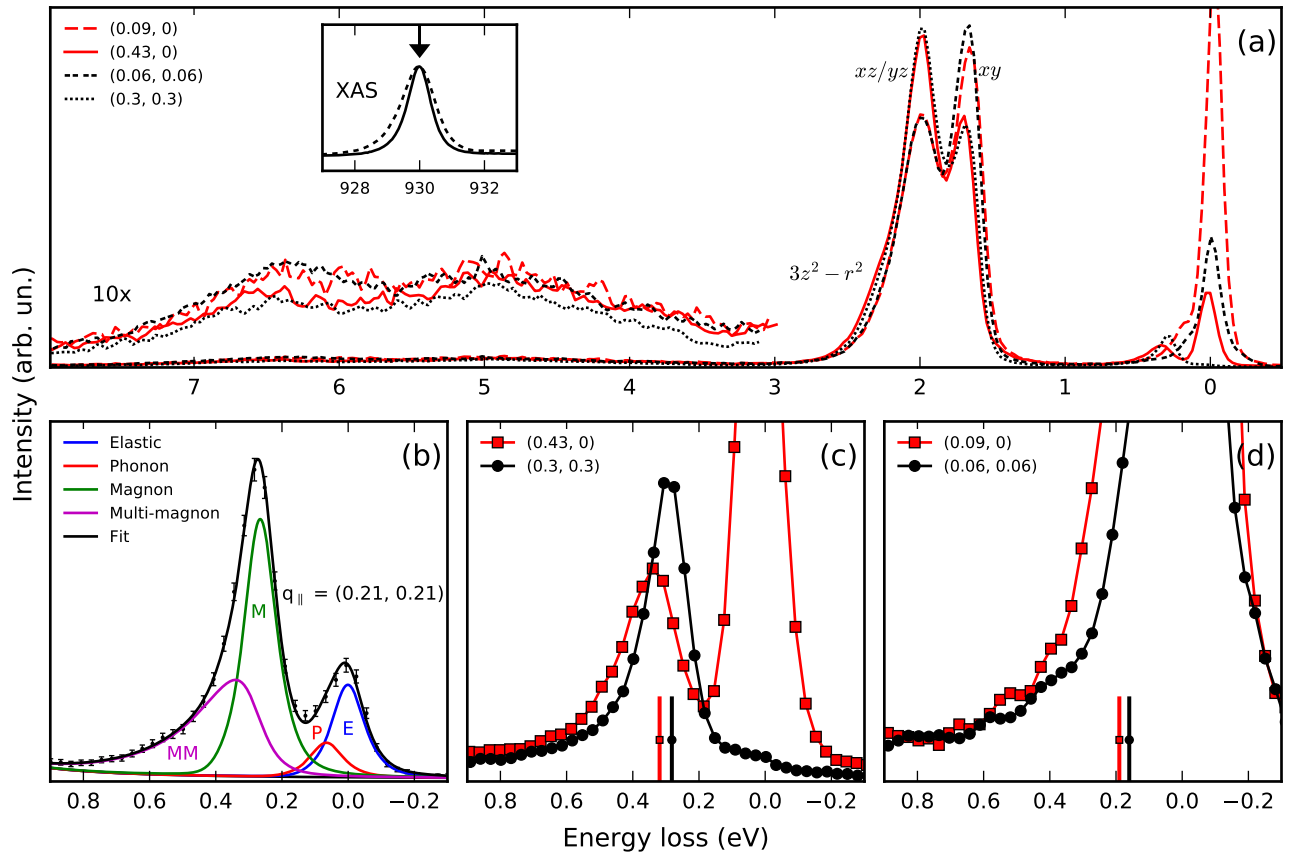 (0.09, 0)
(0.43, 0)
(0.06, 0.06)
(0.3, 0.3)
XAS
928 930 932
xz/yz
xy
(a)
3z² − r²
10x
7 6 5 4 3 2 1 0
Intensity (arb. un.)
Elastic
Phonon
Magnon
Multi-magnon
Fit
(b)
q∥ = (0.21, 0.21)
M
P
E
MM
0.8 0.6 0.4 0.2 0.0 −0.2
(0.43, 0)
(0.3, 0.3)
(c)
0.8 0.6 0.4 0.2 0.0 −0.2
(0.09, 0)
(0.06, 0.06)
(d)
0.8 0.6 0.4 0.2 0.0 −0.2
Energy loss (eV)